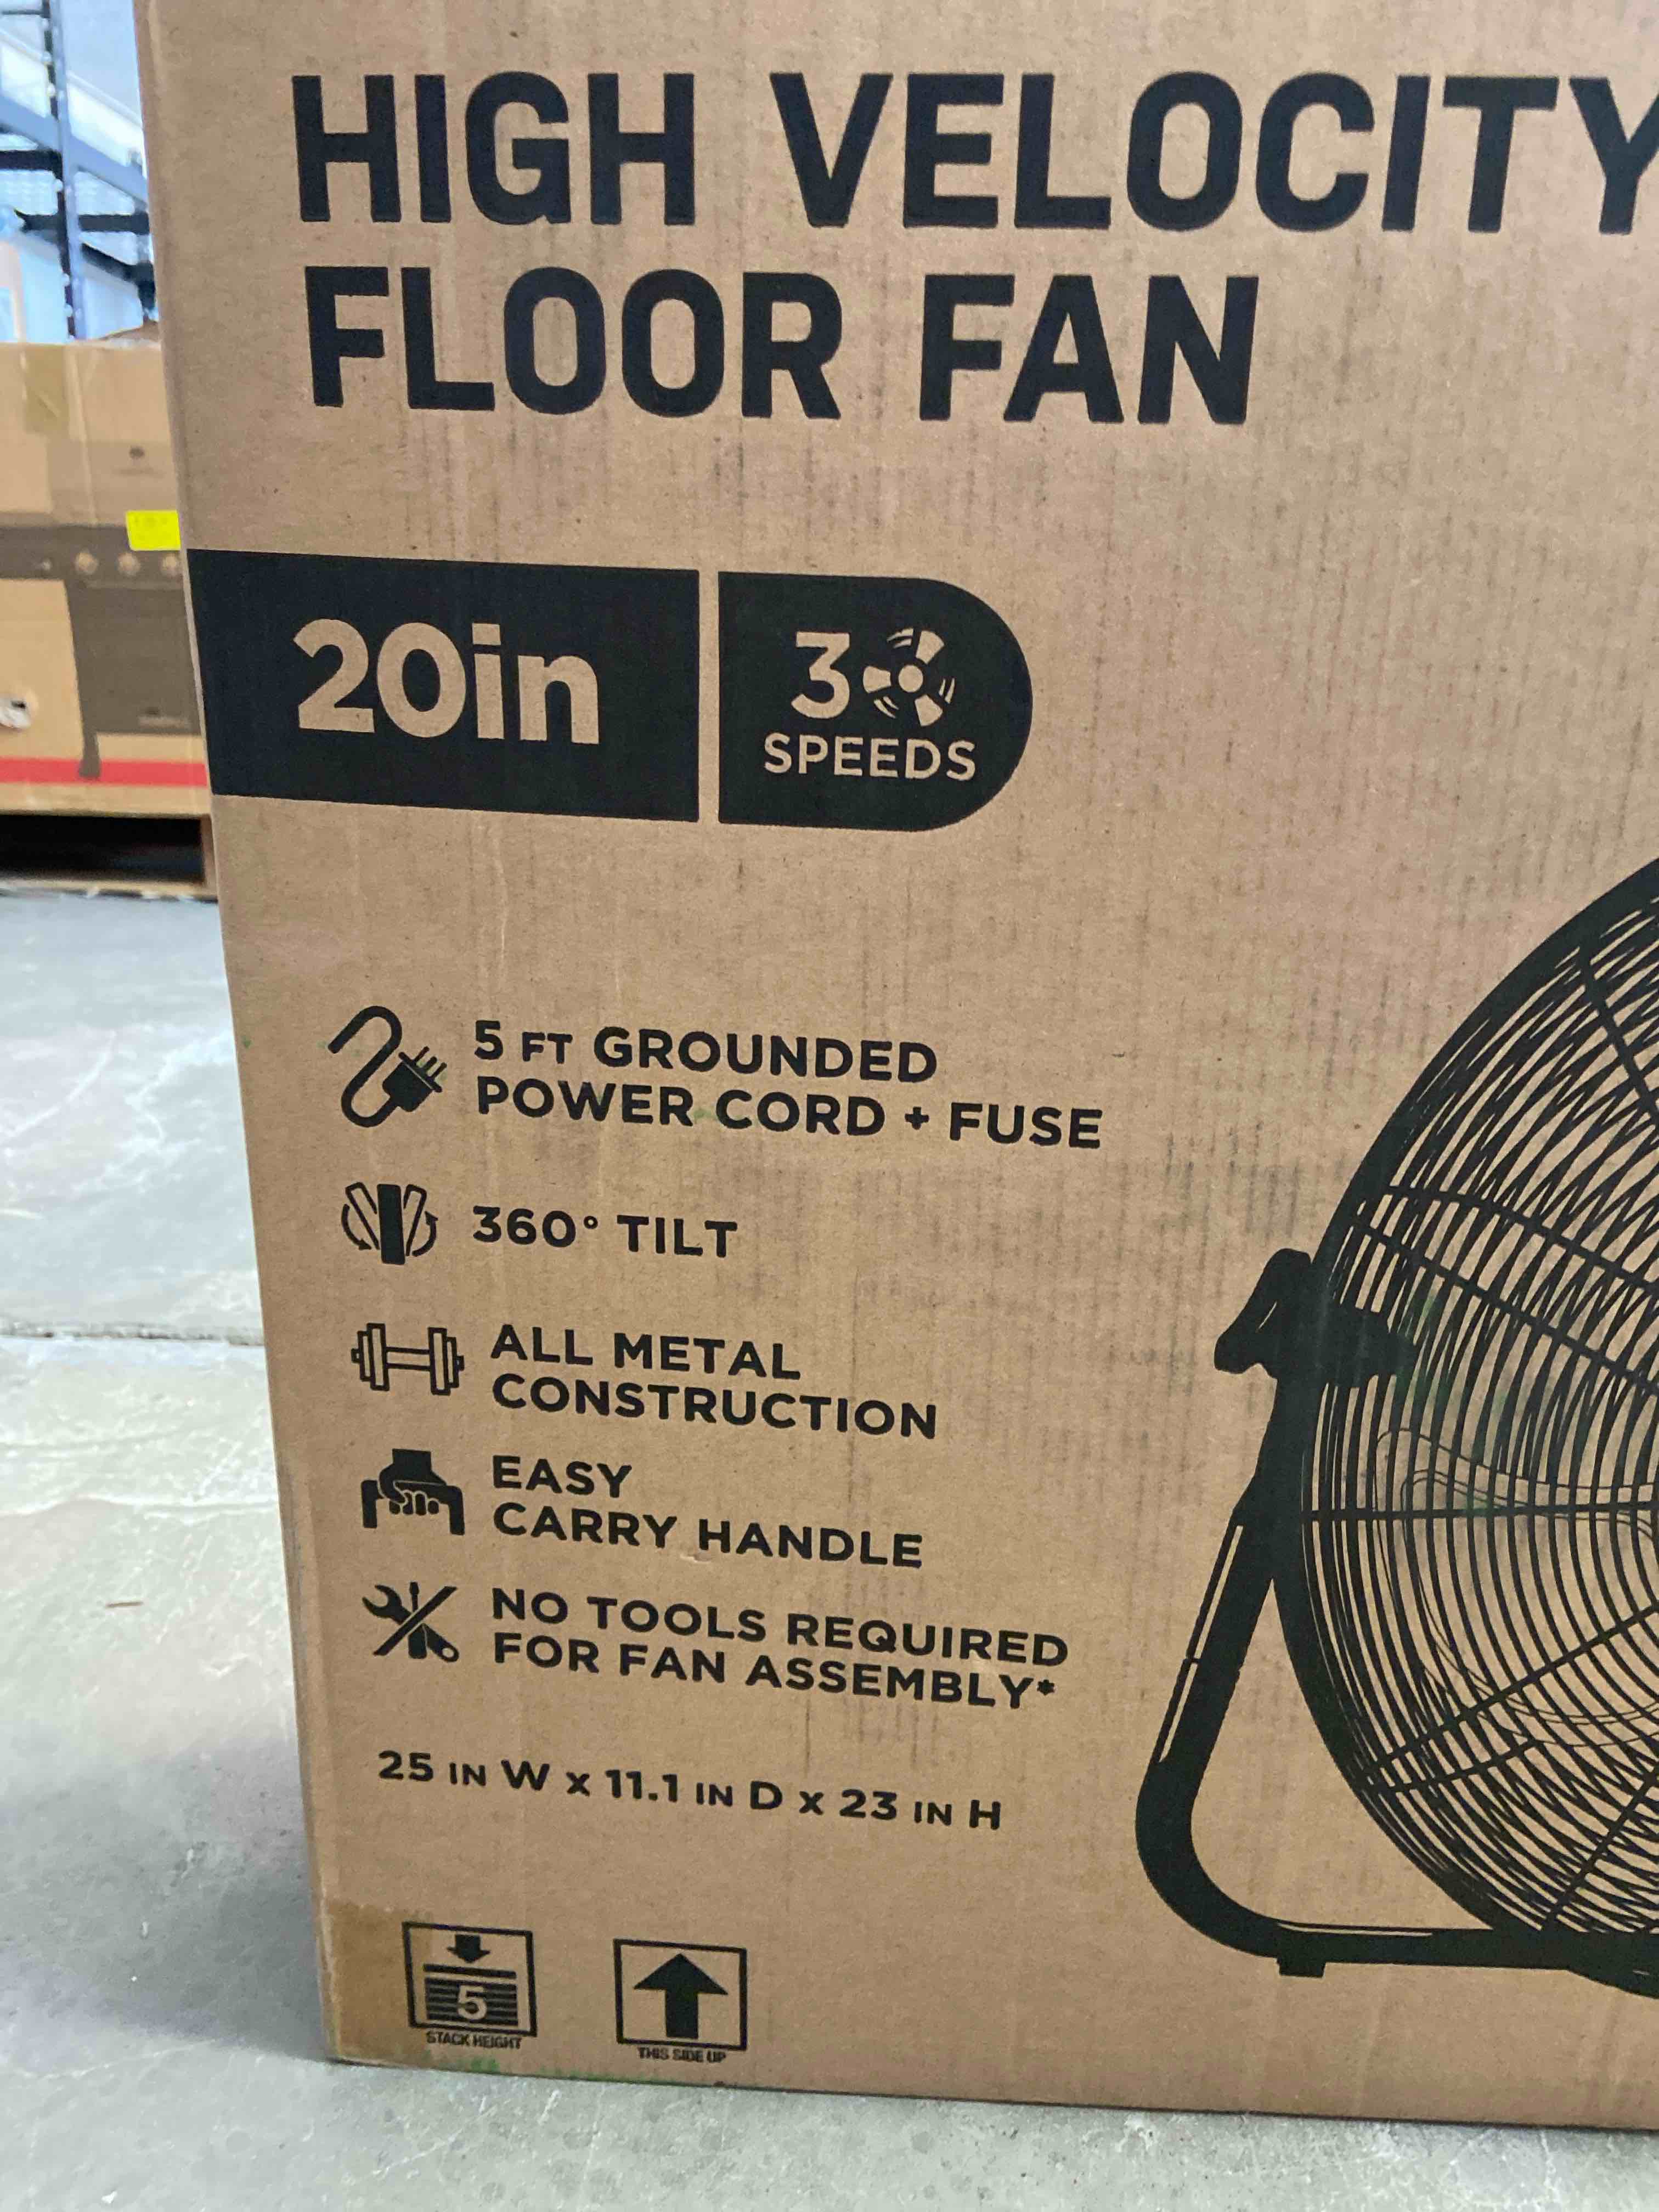 HIGH VELOCITY
FLOOR FAN
20in
3
SPEEDS
5 FT GROUNDED
POWER CORD + FUSE
360° TILT
ALL METAL
CONSTRUCTION
EASY
CARRY HANDLE
NO TOOLS REQUIRED
FOR FAN ASSEMBLY*
25 IN W x 11.1 IN D x 23 IN H
5
STACK HEIGHT
THIS SIDE UP